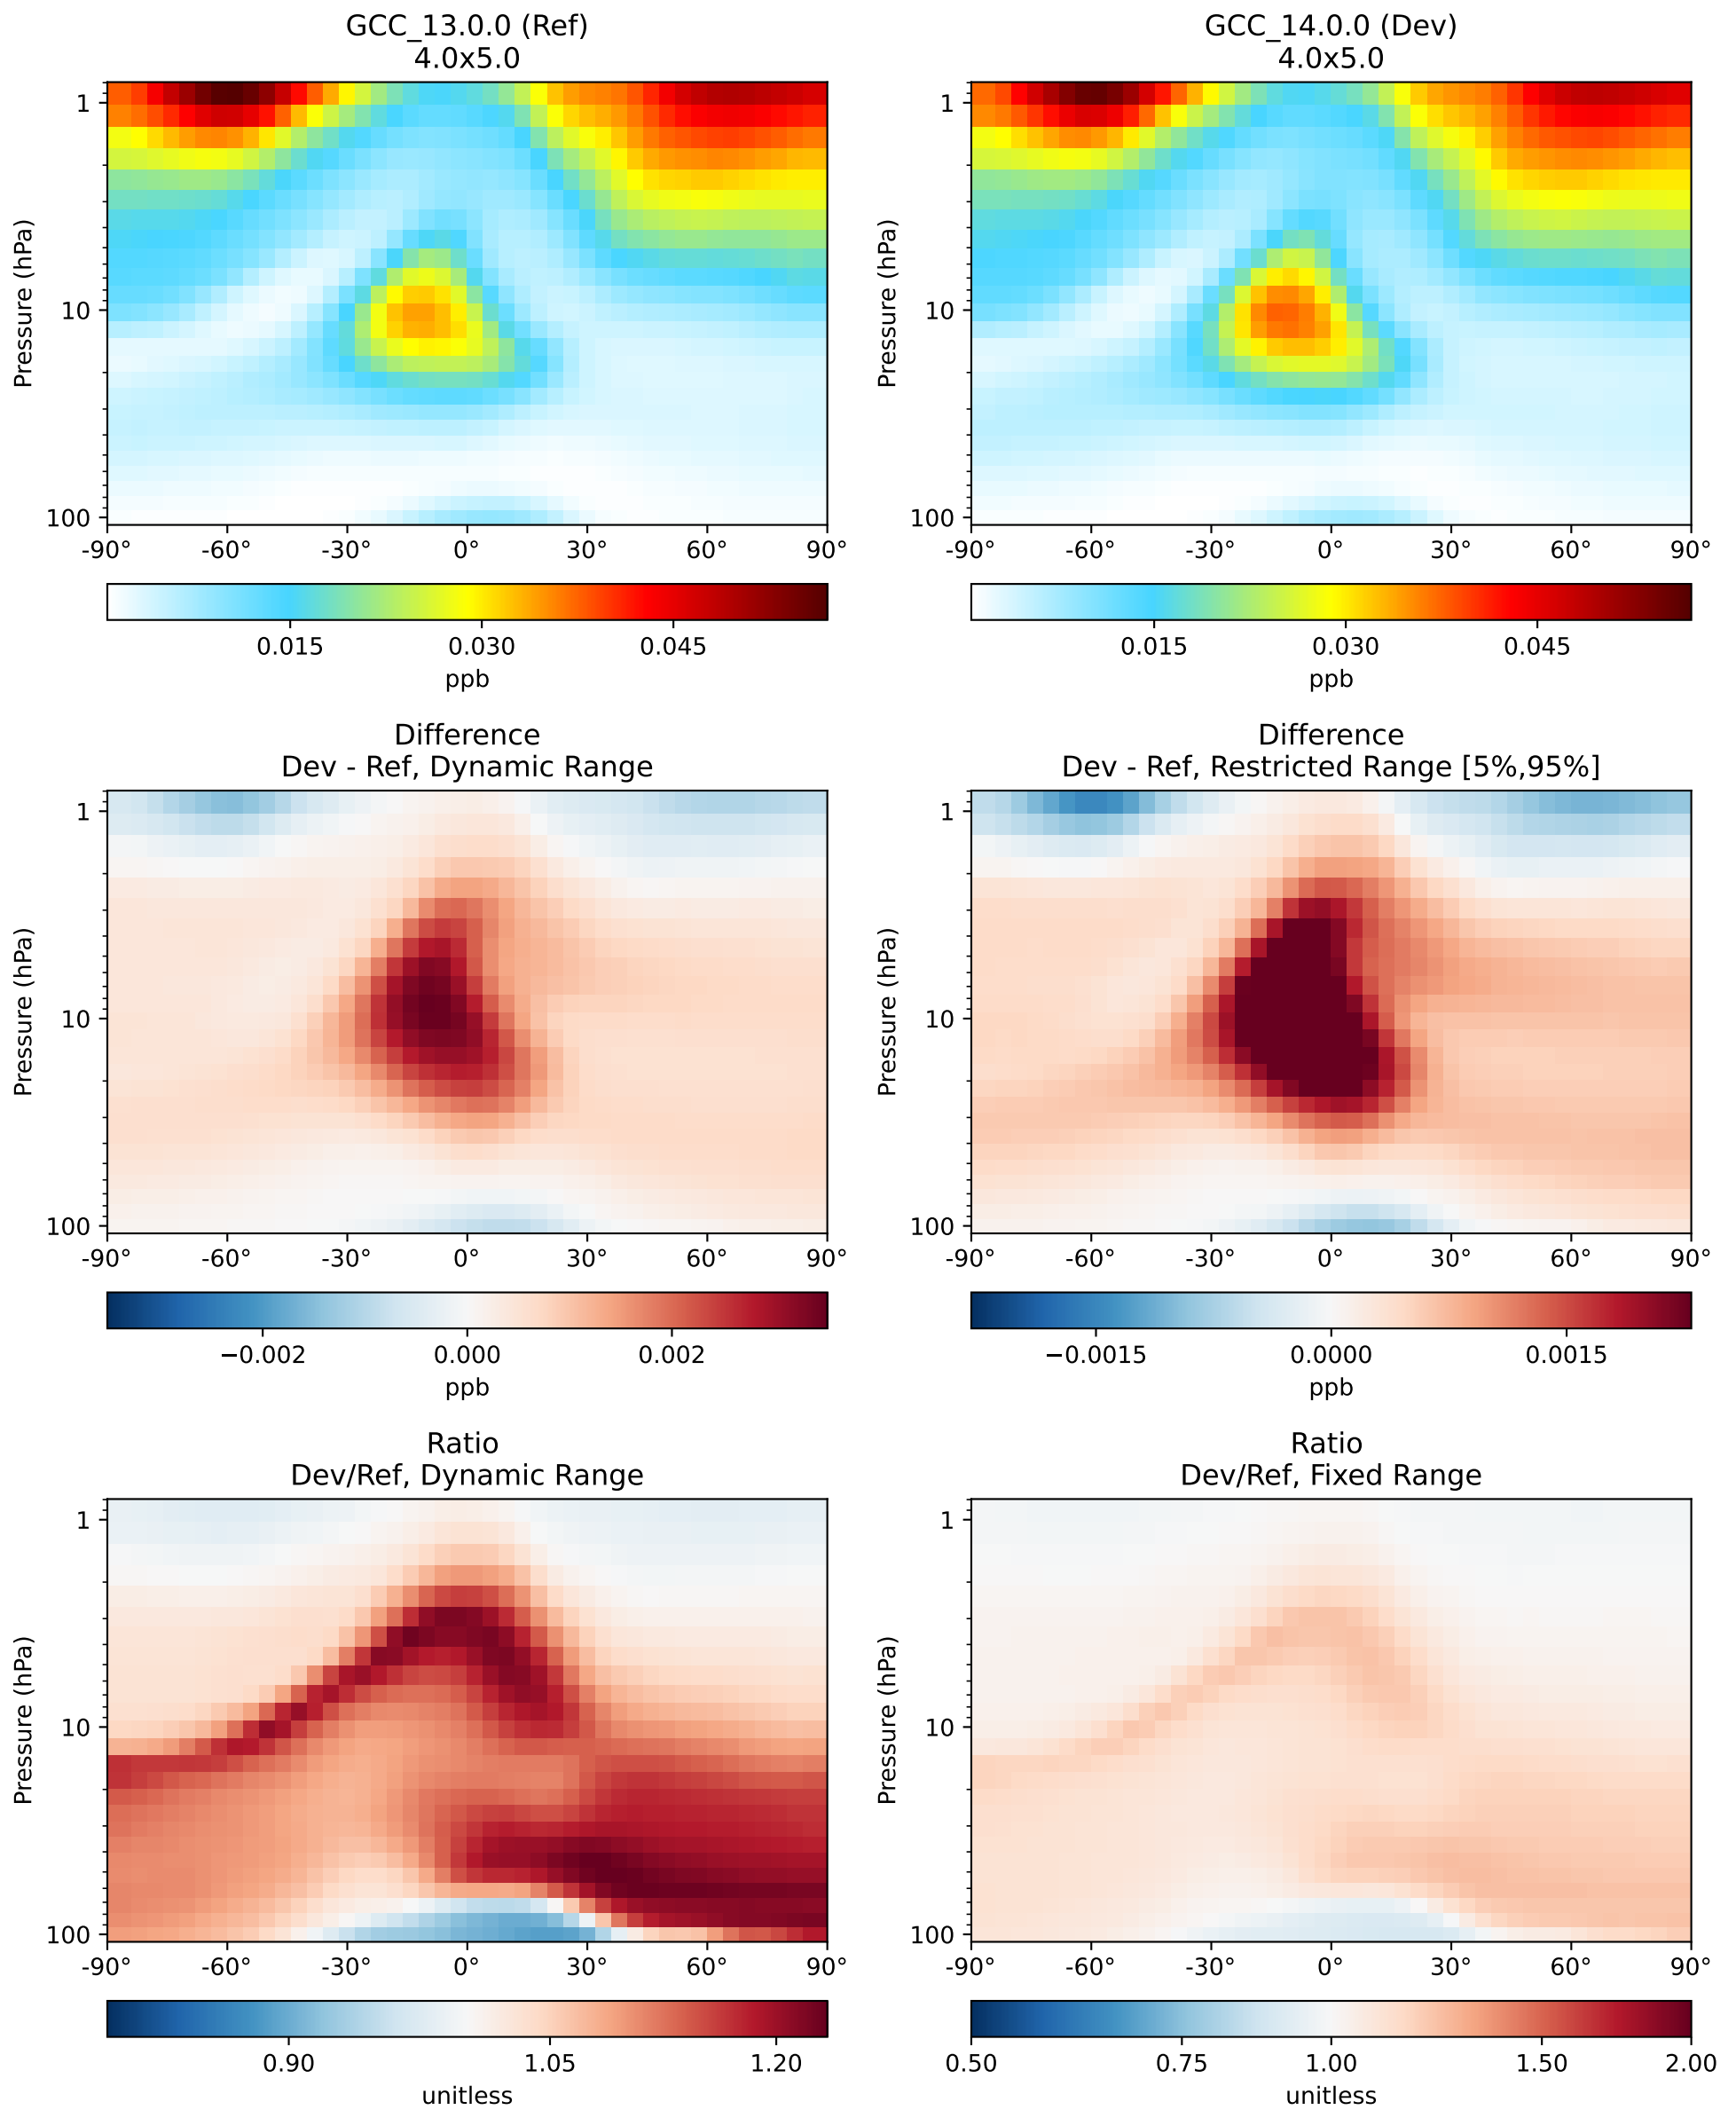 GCC_13.0.0 (Ref)
4.0x5.0
Pressure (hPa)
1
10
100
-90° -60° -30° 0° 30° 60° 90°
0.015 0.030 0.045
ppb
GCC_14.0.0 (Dev)
4.0x5.0
Pressure (hPa)
1
10
100
-90° -60° -30° 0° 30° 60° 90°
0.015 0.030 0.045
ppb
Difference
Dev - Ref, Dynamic Range
Pressure (hPa)
1
10
100
-90° -60° -30° 0° 30° 60° 90°
−0.002 0.000 0.002
ppb
Difference
Dev - Ref, Restricted Range [5%,95%]
Pressure (hPa)
1
10
100
-90° -60° -30° 0° 30° 60° 90°
−0.0015 0.0000 0.0015
ppb
Ratio
Dev/Ref, Dynamic Range
Pressure (hPa)
1
10
100
-90° -60° -30° 0° 30° 60° 90°
0.90 1.05 1.20
unitless
Ratio
Dev/Ref, Fixed Range
Pressure (hPa)
1
10
100
-90° -60° -30° 0° 30° 60° 90°
0.50 0.75 1.00 1.50 2.00
unitless